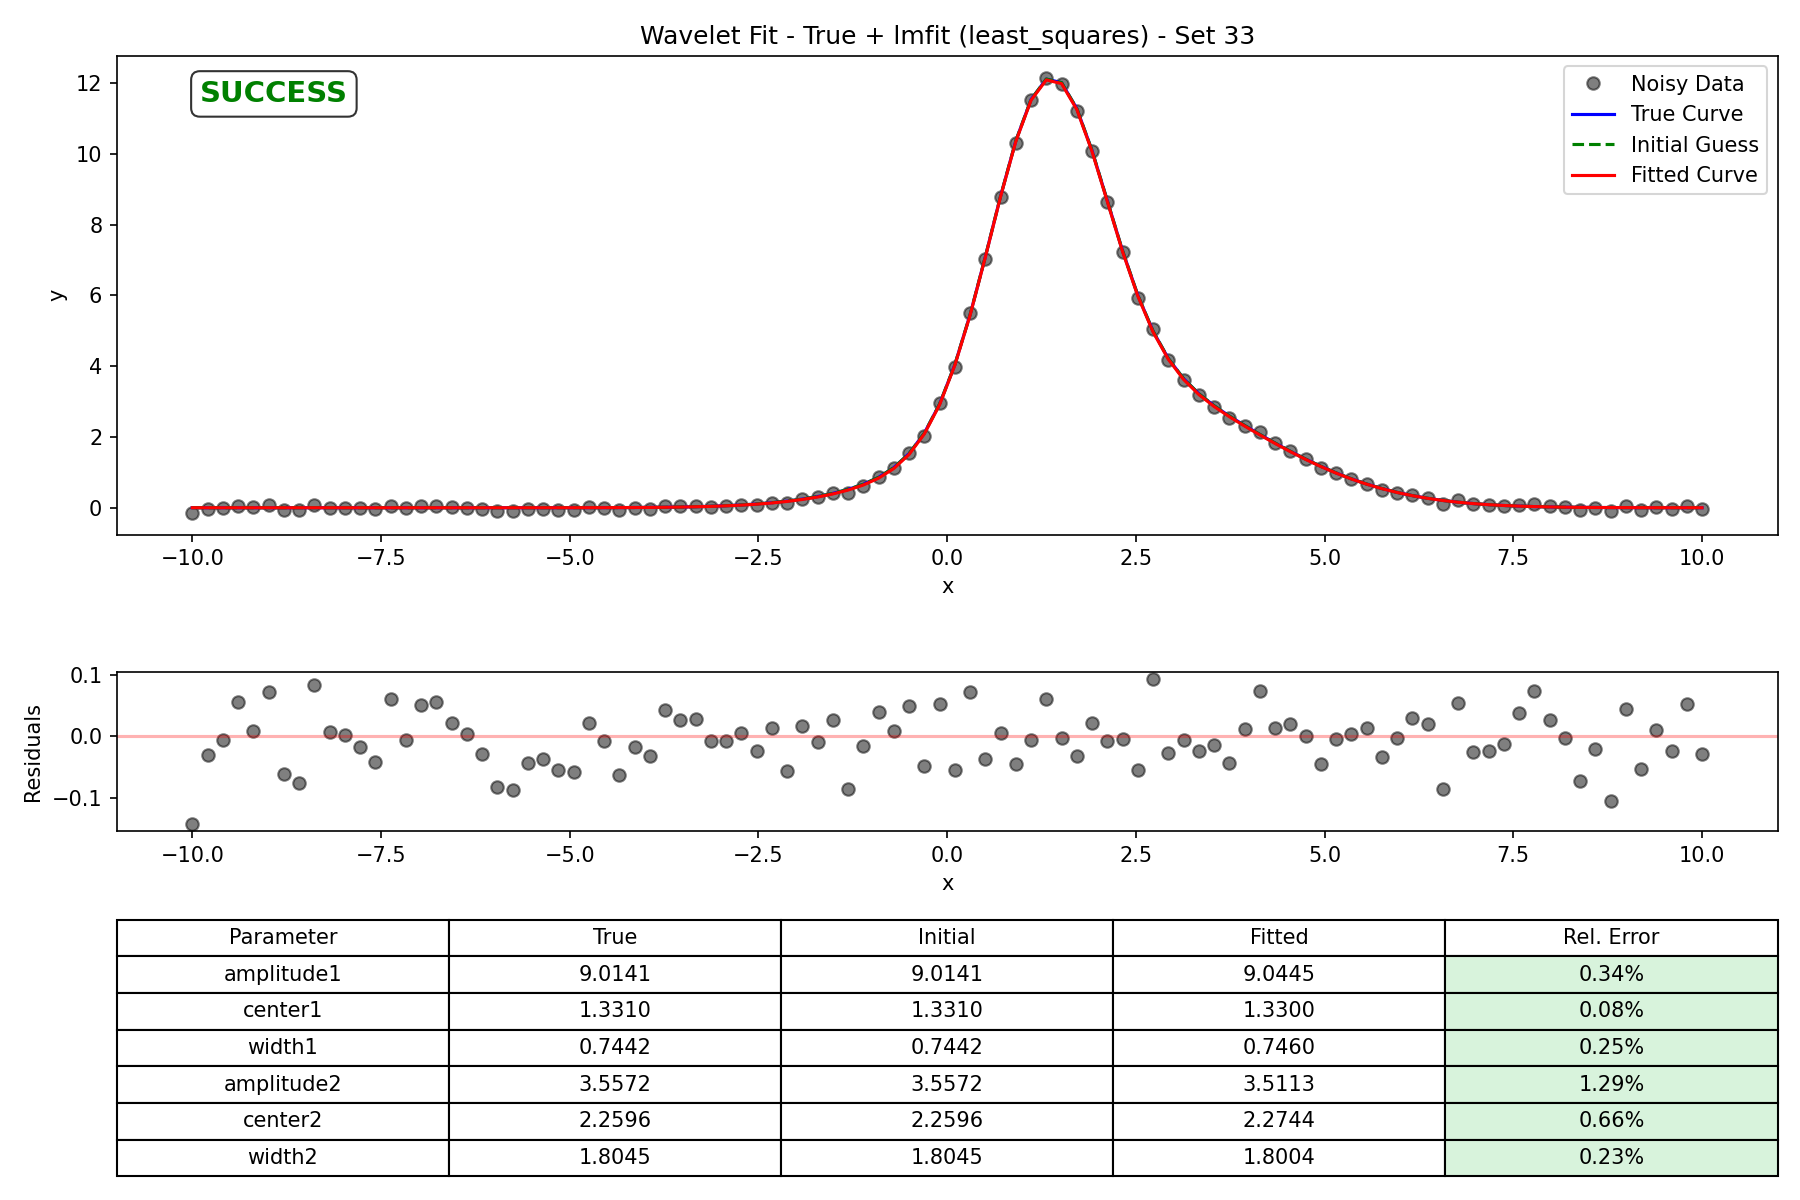 Wavelet Fit - True + lmfit (least_squares) - Set 33
SUCCESS
Noisy Data
True Curve
Initial Guess
Fitted Curve
y
12
10
8
6
4
2
0
−10.0 −7.5 −5.0 −2.5 0.0 2.5 5.0 7.5 10.0
x
Residuals
0.1
0.0
−0.1
−10.0 −7.5 −5.0 −2.5 0.0 2.5 5.0 7.5 10.0
x
Parameter True Initial Fitted Rel. Error
amplitude1 9.0141 9.0141 9.0445 0.34%
center1 1.3310 1.3310 1.3300 0.08%
width1 0.7442 0.7442 0.7460 0.25%
amplitude2 3.5572 3.5572 3.5113 1.29%
center2 2.2596 2.2596 2.2744 0.66%
width2 1.8045 1.8045 1.8004 0.23%